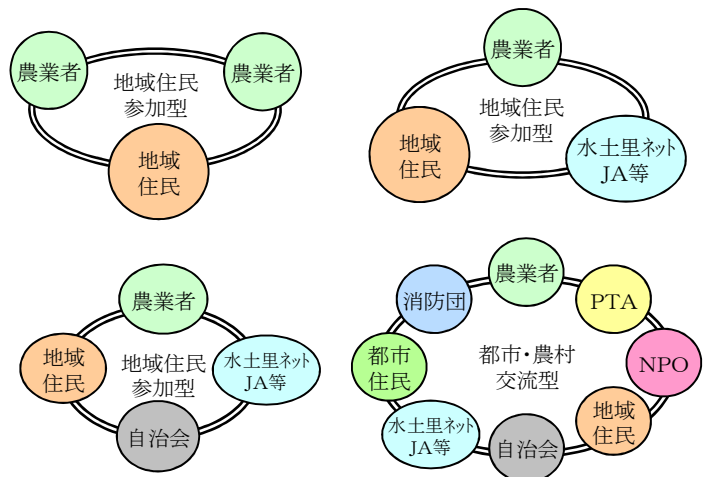 農業者
農業者
地域住民
参加型
地域
住民
農業者
地域住民
参加型
地域
住民
水土里ネット
JA等
農業者
地域
住民
地域住民
参加型
水土里ネット
JA等
自治会
農業者
消防団
PTA
都市
住民
都市・農村
交流型
NPO
地域
住民
水土里ネット
JA等
自治会